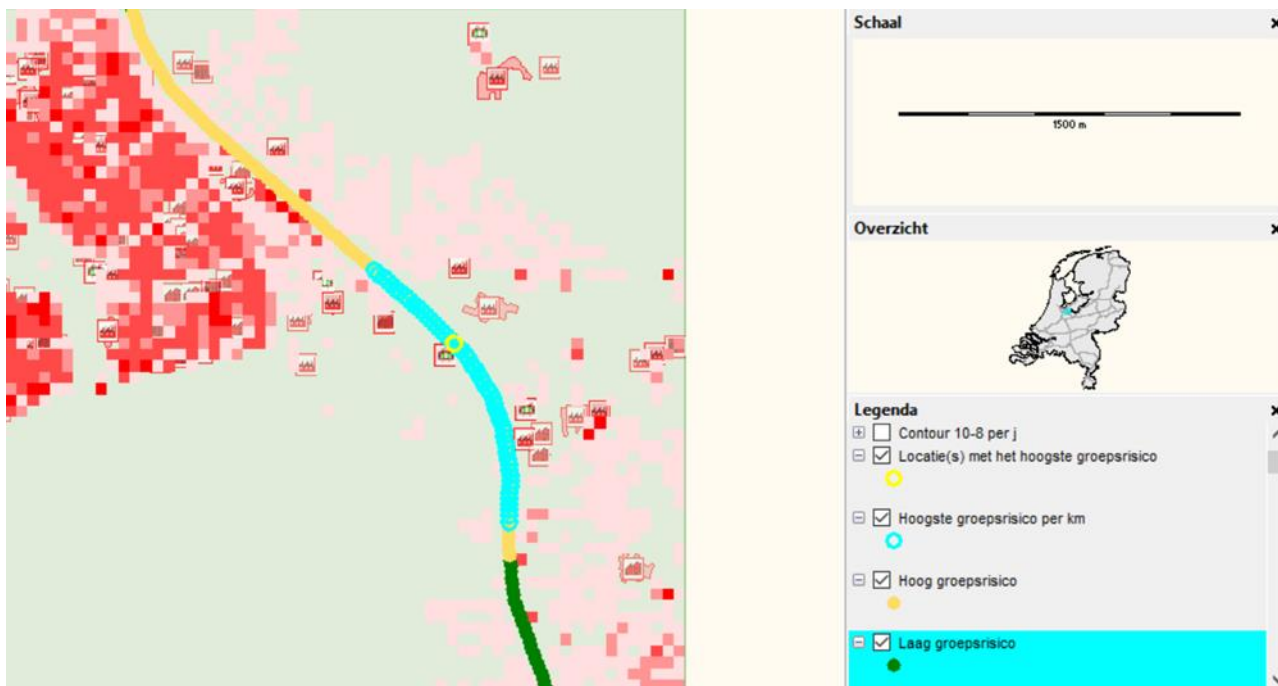 Schaal
1500 m
Overzicht
Legenda
Contour 10-8 per j
Locatie(s) met het hoogste groepsrisico
Hoogste groepsrisico per km
Hoog groepsrisico
Laag groepsrisico